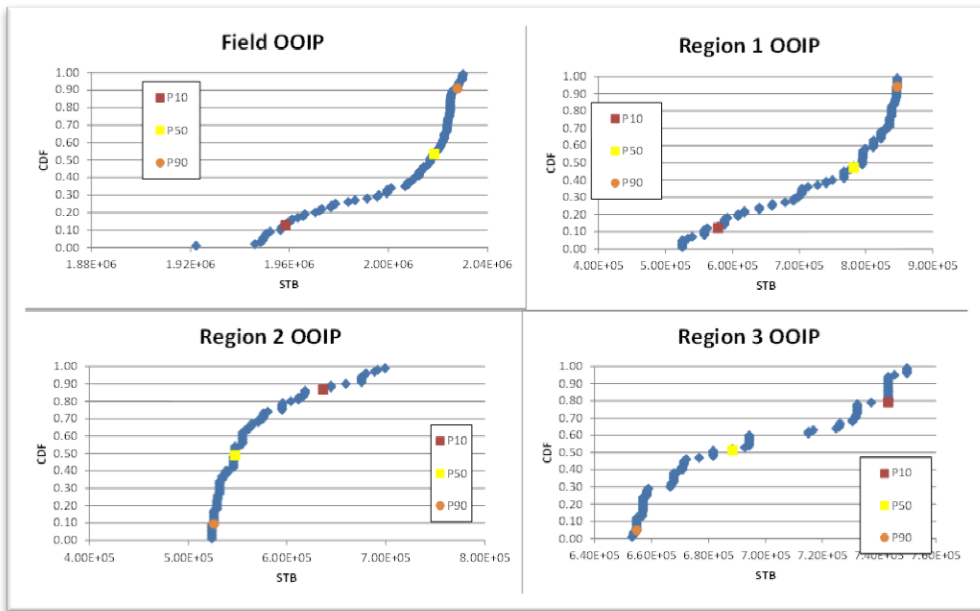 Field OOIP
1.00
0.90
0.80
0.70
0.60
0.50
0.40
0.30
0.20
0.10
0.00
CDF
P10
P50
P90
1.88E+06 1.92E+06 1.96E+06 2.00E+06 2.04E+06
STB
Region 1 OOIP
1.00
0.90
0.80
0.70
0.60
0.50
0.40
0.30
0.20
0.10
0.00
CDF
P10
P50
P90
4.00E+05 5.00E+05 6.00E+05 7.00E+05 8.00E+05 9.00E+05
STB
Region 2 OOIP
1.00
0.90
0.80
0.70
0.60
0.50
0.40
0.30
0.20
0.10
0.00
CDF
P10
P50
P90
4.00E+05 5.00E+05 6.00E+05 7.00E+05 8.00E+05
STB
Region 3 OOIP
1.00
0.90
0.80
0.70
0.60
0.50
0.40
0.30
0.20
0.10
0.00
CDF
P10
P50
P90
6.40E+05 6.60E+05 6.80E+05 7.00E+05 7.20E+05 7.40E+05
STB